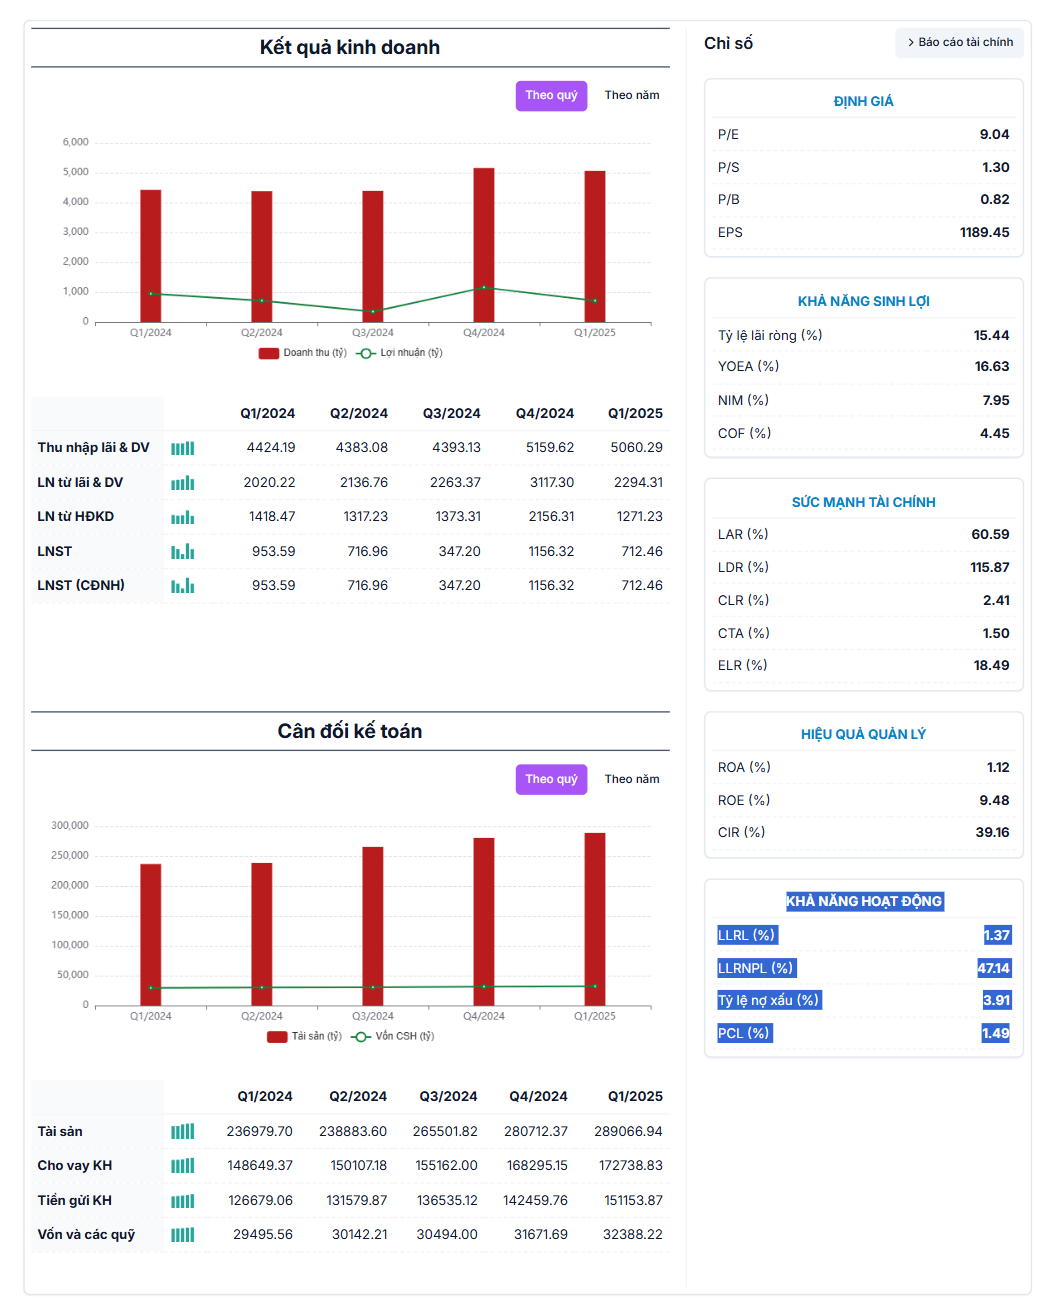 Kết quả kinh doanh
Theo quý Theo năm
6,000
5,000
4,000
3,000
2,000
1,000
0
Q1/2024 Q2/2024 Q3/2024 Q4/2024 Q1/2025
Doanh thu (tỷ) Lợi nhuận (tỷ)
Q1/2024 Q2/2024 Q3/2024 Q4/2024 Q1/2025
Thu nhập lãi & DV 4424.19 4383.08 4393.13 5159.62 5060.29
LN từ lãi & DV 2020.22 2136.76 2263.37 3117.30 2294.31
LN từ HĐKD 1418.47 1317.23 1373.31 2156.31 1271.23
LNST 953.59 716.96 347.20 1156.32 712.46
LNST (CĐNH) 953.59 716.96 347.20 1156.32 712.46
Cân đối kế toán
Theo quý Theo năm
300,000
250,000
200,000
150,000
100,000
50,000
0
Q1/2024 Q2/2024 Q3/2024 Q4/2024 Q1/2025
Tài sản (tỷ) Vốn CSH (tỷ)
Q1/2024 Q2/2024 Q3/2024 Q4/2024 Q1/2025
Tài sản 236979.70 238883.60 265501.82 280712.37 289066.94
Cho vay KH 148649.37 150107.18 155162.00 168295.15 172738.83
Tiền gửi KH 126679.06 131579.87 136535.12 142459.76 151153.87
Vốn và các quỹ 29495.56 30142.21 30494.00 31671.69 32388.22
Chỉ số > Báo cáo tài chính
ĐỊNH GIÁ
P/E 9.04
P/S 1.30
P/B 0.82
EPS 1189.45
KHẢ NĂNG SINH LỢI
Tỷ lệ lãi ròng (%) 15.44
YOEA (%) 16.63
NIM (%) 7.95
COF (%) 4.45
SỨC MẠNH TÀI CHÍNH
LAR (%) 60.59
LDR (%) 115.87
CLR (%) 2.41
CTA (%) 1.50
ELR (%) 18.49
HIỆU QUẢ QUẢN LÝ
ROA (%) 1.12
ROE (%) 9.48
CIR (%) 39.16
KHẢ NĂNG HOẠT ĐỘNG
LLRL (%) 1.37
LLRNPL (%) 47.14
Tỷ lệ nợ xấu (%) 3.91
PCL (%) 1.49